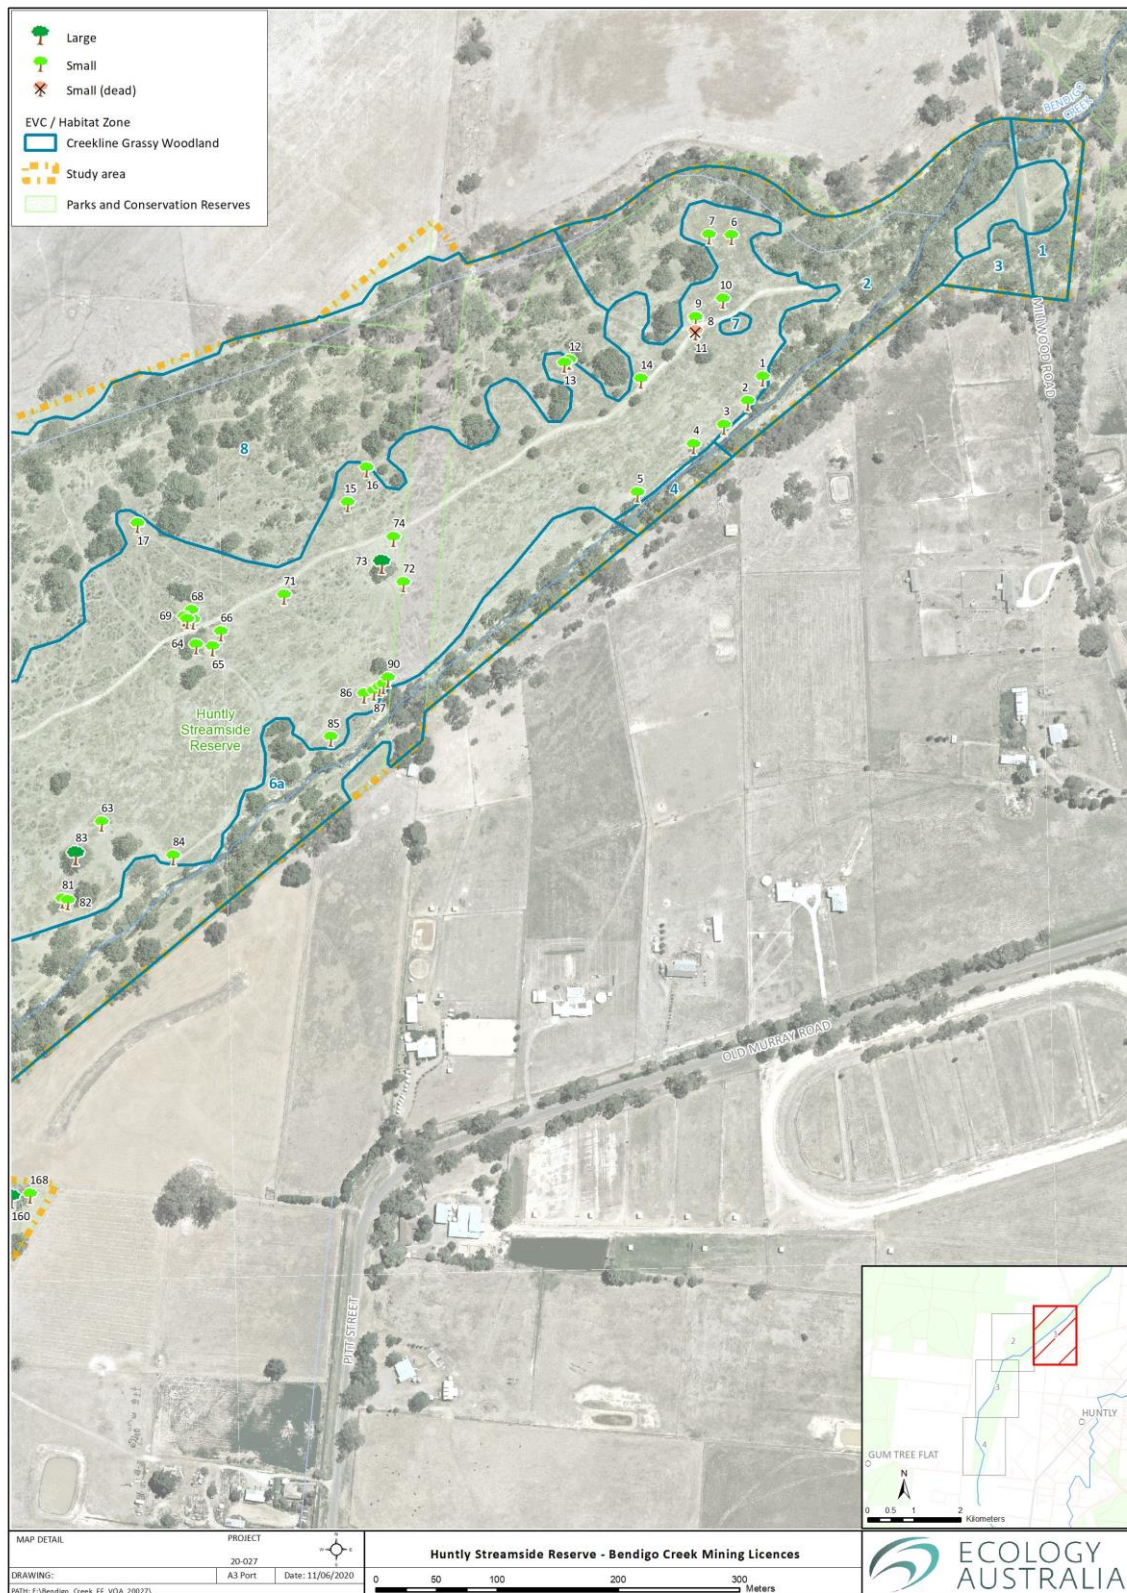 Large
Small
Small (dead)
EVC / Habitat Zone
Creekline Grassy Woodland
Study area
Parks and Conservation Reserves
BENDIGO
CREEK
7 6
1
2
3
10
9
8 7
11
MILLWOOD ROAD
12
13
14
1
2
3
4
8
16
15
5
4
17
74
73
72
71
68
69
66
64
65
90
86
87
Huntly
Streamside
Reserve
85
6a
63
83
84
81
82
OLD MURRAY ROAD
168
160
PITT STREET
1
2
3
4
HUNTLY
GUM TREE FLAT
N
0 0.5 1 2
Kilometers
MAP DETAIL
PROJECT
20-027
DRAWING:
A3 Port
Date: 11/06/2020
Huntly Streamside Reserve - Bendigo Creek Mining Licences
0 50 100 200 300
Meters
ECOLOGY
AUSTRALIA